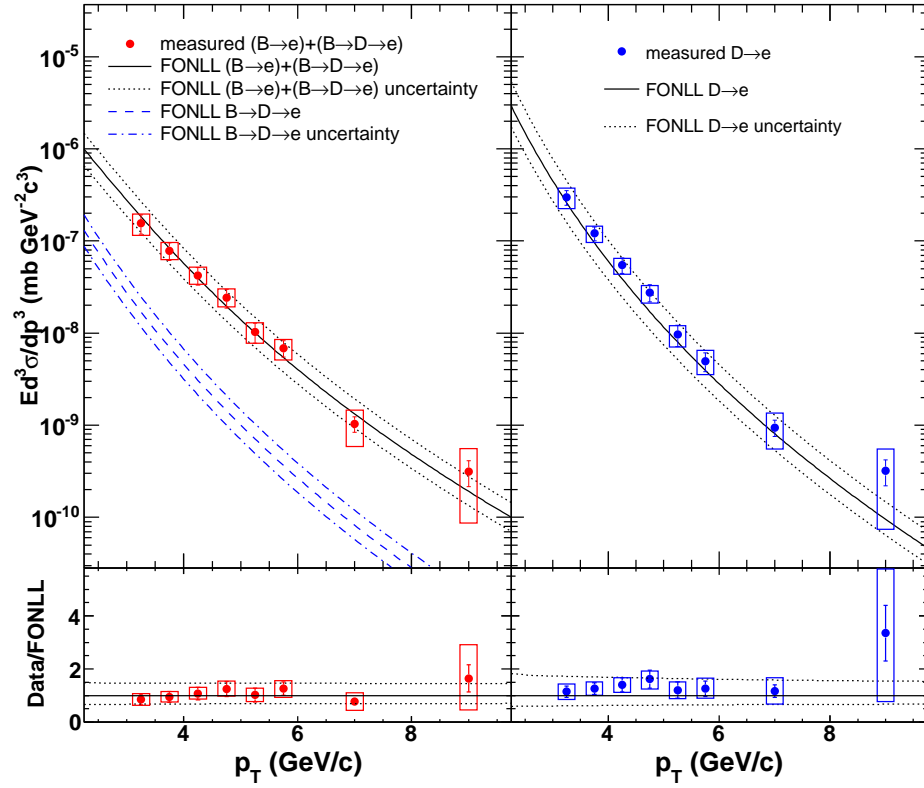 measured (B→e)+(B→D→e)
FONLL (B→e)+(B→D→e)
FONLL (B→e)+(B→D→e) uncertainty
FONLL B→D→e
FONLL B→D→e uncertainty
measured D→e
FONLL D→e
FONLL D→e uncertainty
Ed³σ/dp³ (mb GeV⁻²c³)
10⁻⁵
10⁻⁶
10⁻⁷
10⁻⁸
10⁻⁹
10⁻¹⁰
Data/FONLL
4
2
0
4 6 8
4 6 8
p_T (GeV/c)
p_T (GeV/c)